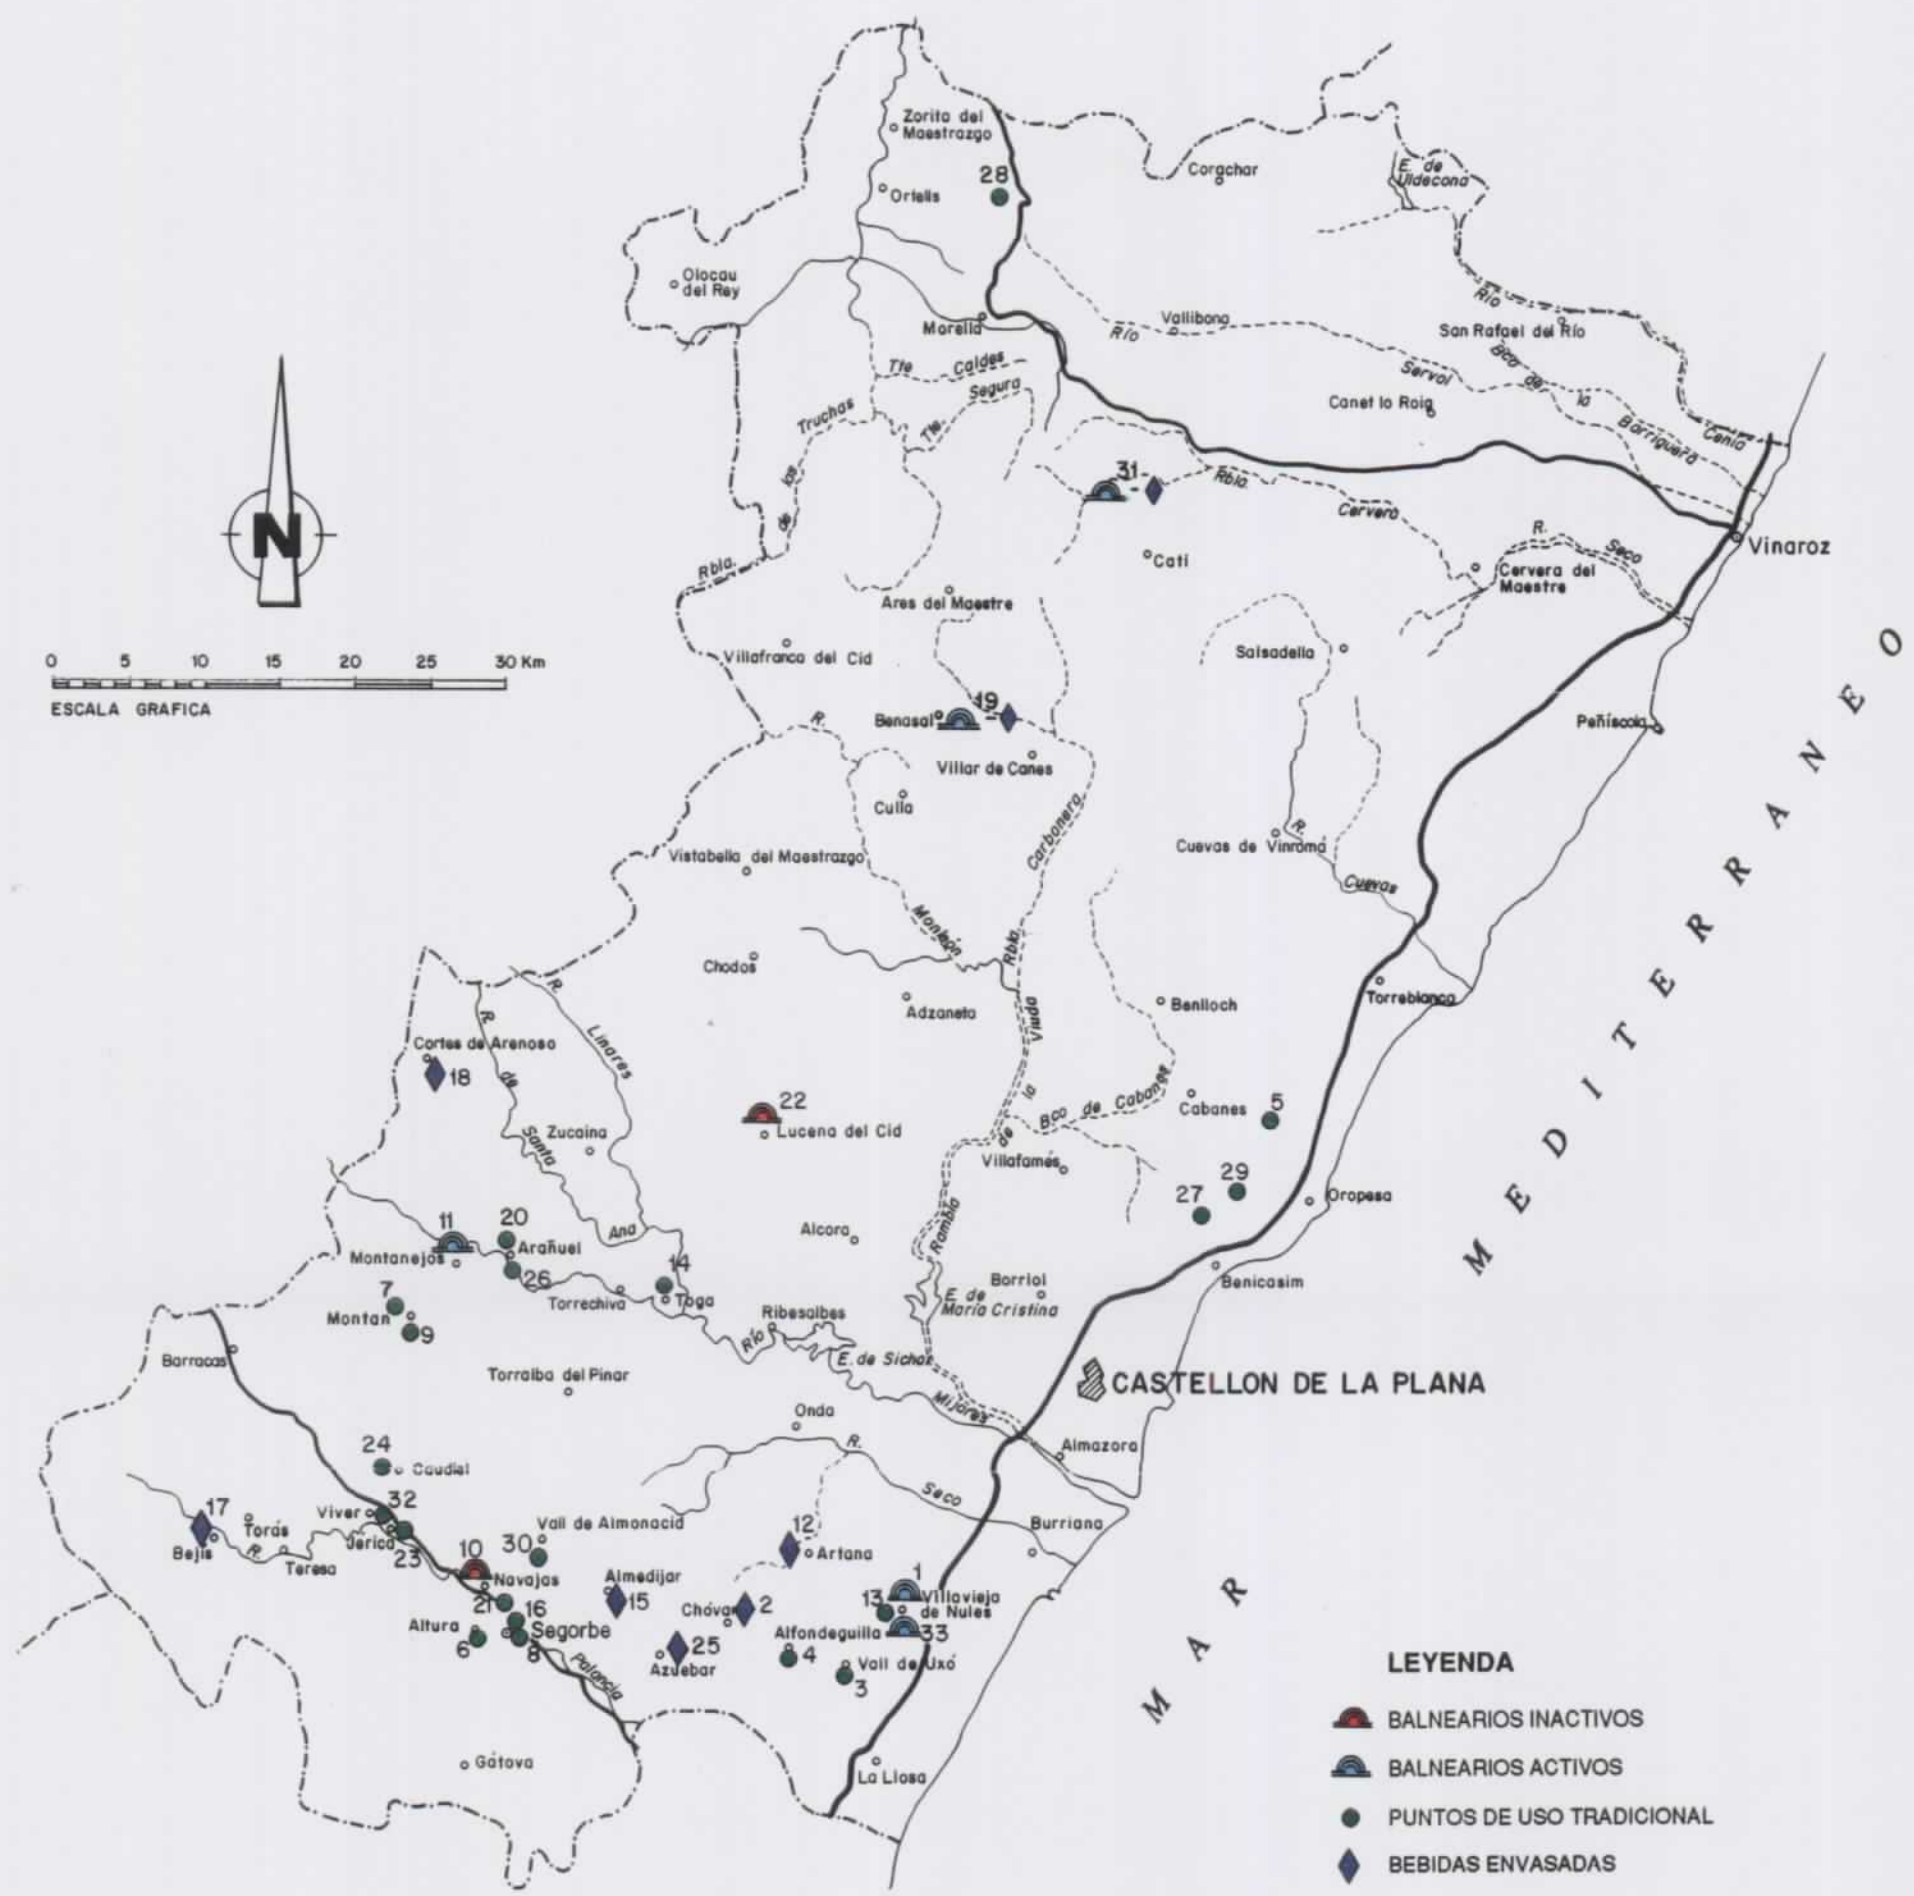 Zorita del
Maestrazgo
28
Corachar
E. de
Uldecona
Ortells
Olocau
del Rey
Río
Morella
Vallibona
Río
San Rafael del Río
Tte Caldes
Servol
Bco de la Barriguera
Tte. Segura
Canet lo Roig
Cenia
Rbla. de las Truchas
31
Rbla. Cervera
N
Cati
R. Seco
Vinaroz
Cervera del
Maestre
Ares del Maestre
0 5 10 15 20 25 30 Km
ESCALA GRAFICA
Villafranca del Cid
Salsadella
Benasal
19
R.
Peñíscola
Villar de Canes
Culla
Carbonera
Cuevas de Vinromá
R.
Cuevas
Vistabella del Maestrazgo
Monleón
Rbla.
Chodos
Adzaneta
Benlloch
Torreblanca
R. Linares
R. de Santa Ana
Viuda
la
de
Rambla
Cortes de Arenoso
18
22
Lucena del Cid
Bco de Cabanes
Cabanes
5
Zucaina
Villafamés
29
27
Oropesa
11
20
Arañuel
Alcora
Montanejos
26
14
Toga
Borriol
Benicasim
7
Torrechiva
E. de
María Cristina
Montan
9
Ribesalbes
Río
Barracas
E. de Sichar
Torralba del Pinar
CASTELLON DE LA PLANA
Mijares
Onda
R.
Almazora
24
Caudiel
Seco
32
Viver
17
Torás
Jerica
23
Bejís
R.
Teresa
10
30
Vall de Almonacid
12
Artana
Burriana
Navajas
Almedijar
15
1
Villavieja
de Nules
21
16
Chóvar
2
13
Altura
Segorbe
Alfondeguilla
33
6
8
25
4
Azuebar
Vall de Uxó
3
Palancia
Gátova
La Llosa
MAR MEDITERRANEO
LEYENDA
BALNEARIOS INACTIVOS
BALNEARIOS ACTIVOS
PUNTOS DE USO TRADICIONAL
BEBIDAS ENVASADAS